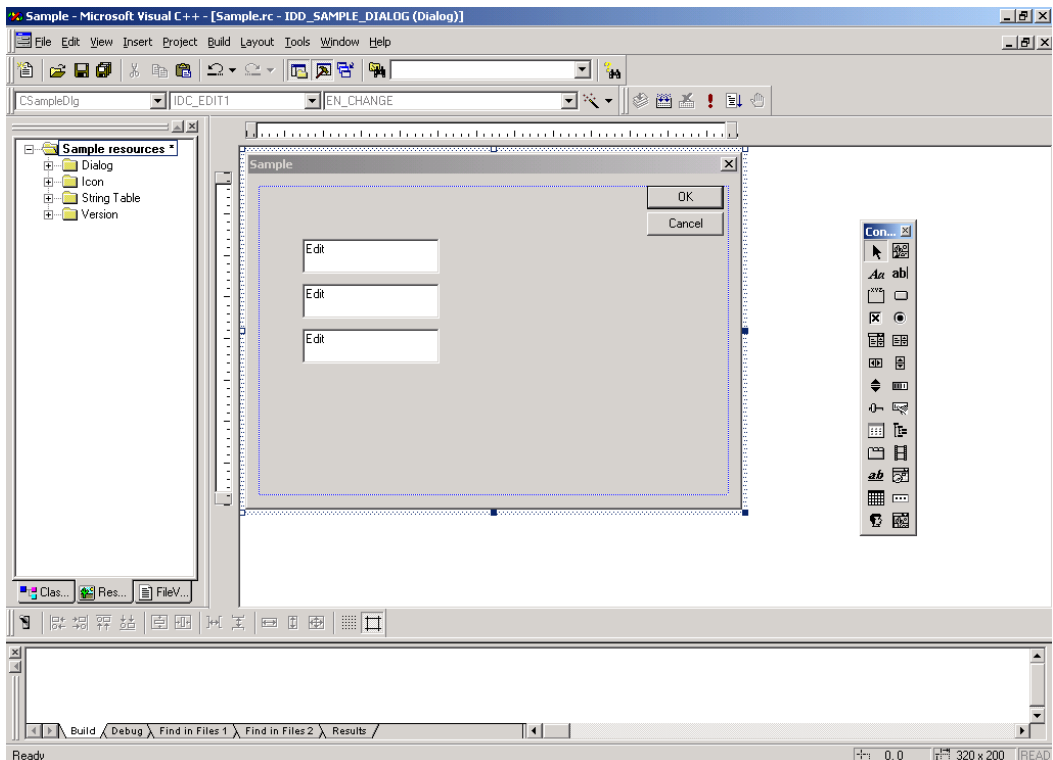 Sample - Microsoft Visual C++ - [Sample.rc - IDD_SAMPLE_DIALOG (Dialog)]
File Edit View Insert Project Build Layout Tools Window Help
CSampleDlg IDC_EDIT1 EN_CHANGE
Sample resources *
Dialog
Icon
String Table
Version
Sample
OK
Cancel
Edit
Edit
Edit
Con...
Aa ab|
xyz
ab
Clas... Res... FileV...
Build Debug Find in Files 1 Find in Files 2 Results
Ready 0, 0 320 x 200 READ